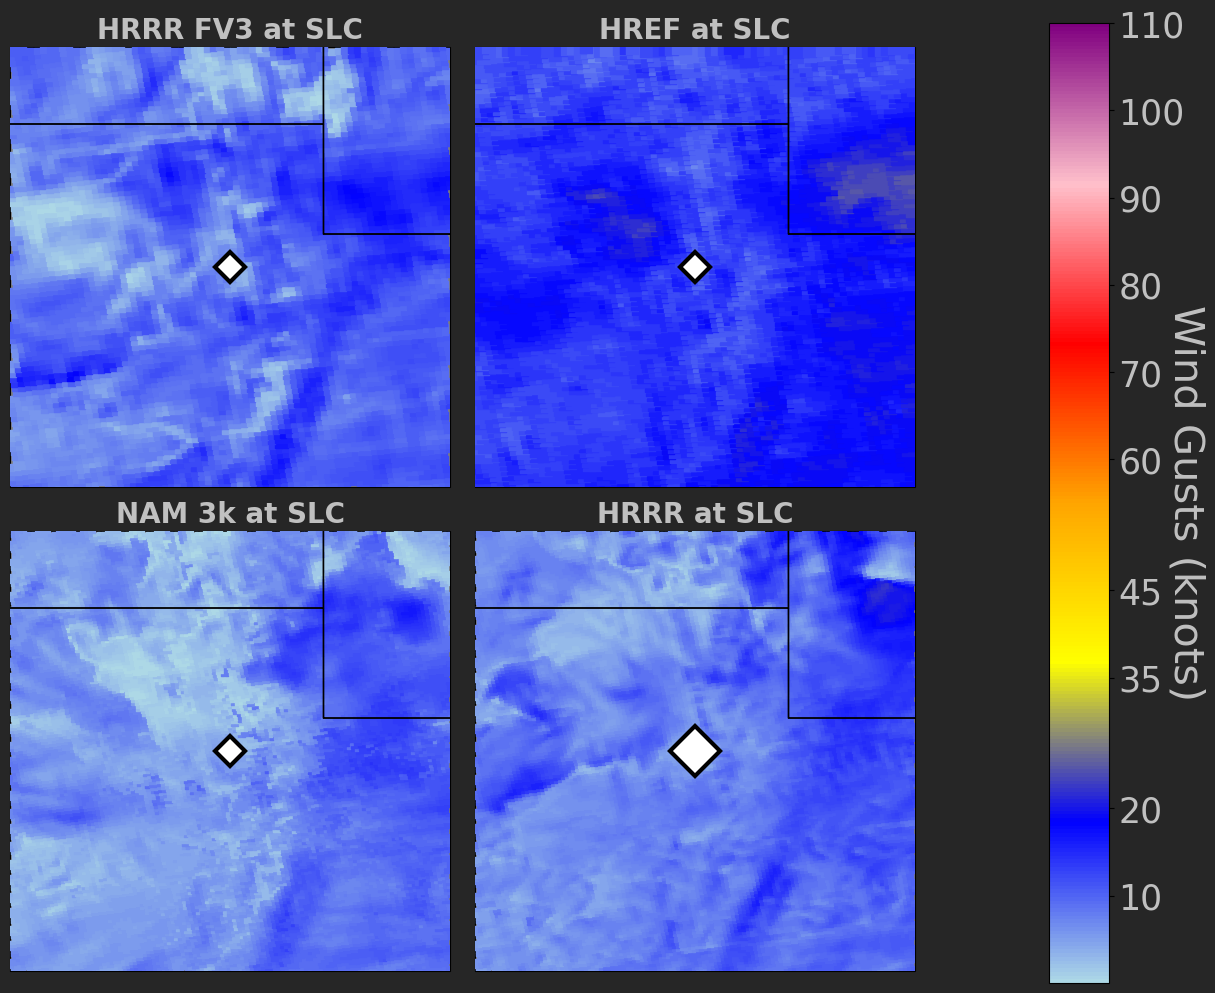 HRRR FV3 at SLC
HREF at SLC
NAM 3k at SLC
HRRR at SLC
110
100
90
80
70
60
45
35
20
10
Wind Gusts (knots)